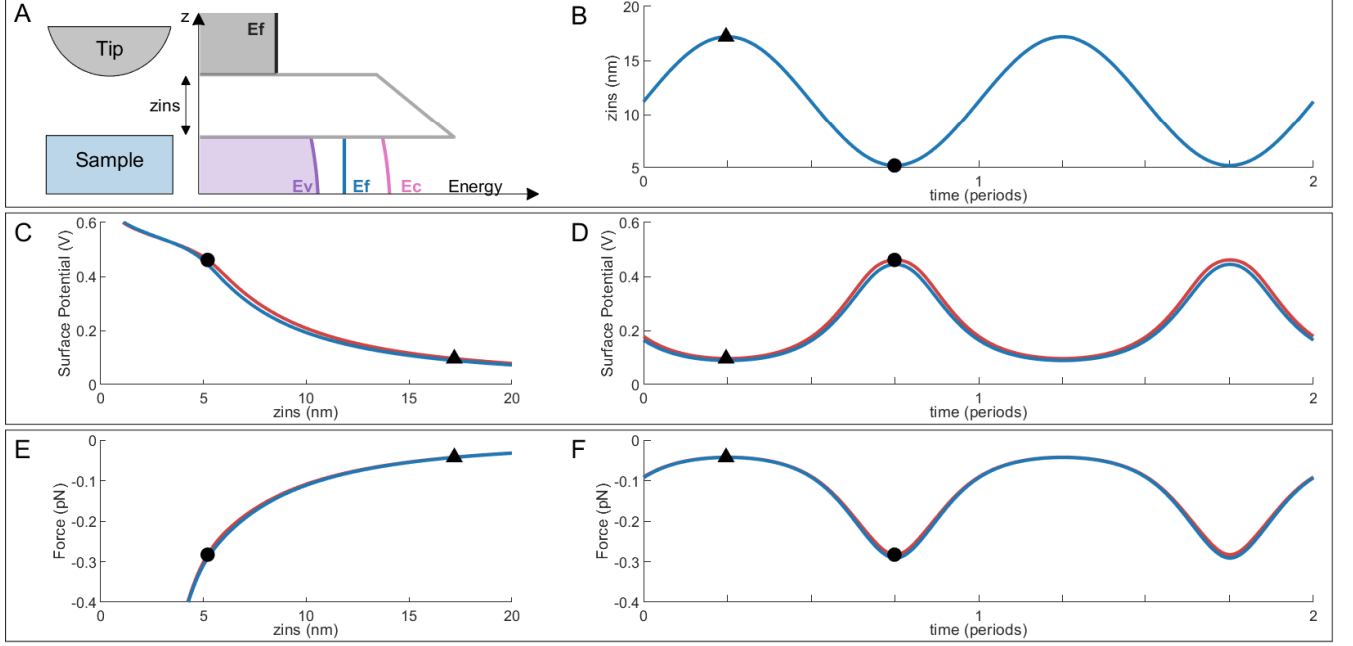 A
z
Tip
Ef
zins
Sample
Ev
Ef
Ec
Energy
B
20
15
10
5
zins (nm)
0
1
2
time (periods)
C
0.6
0.4
0.2
0
Surface Potential (V)
0
5
10
15
20
zins (nm)
D
0.6
0.4
0.2
0
Surface Potential (V)
0
1
2
time (periods)
E
0
-0.1
-0.2
-0.3
-0.4
Force (pN)
0
5
10
15
20
zins (nm)
F
0
-0.1
-0.2
-0.3
-0.4
Force (pN)
0
1
2
time (periods)